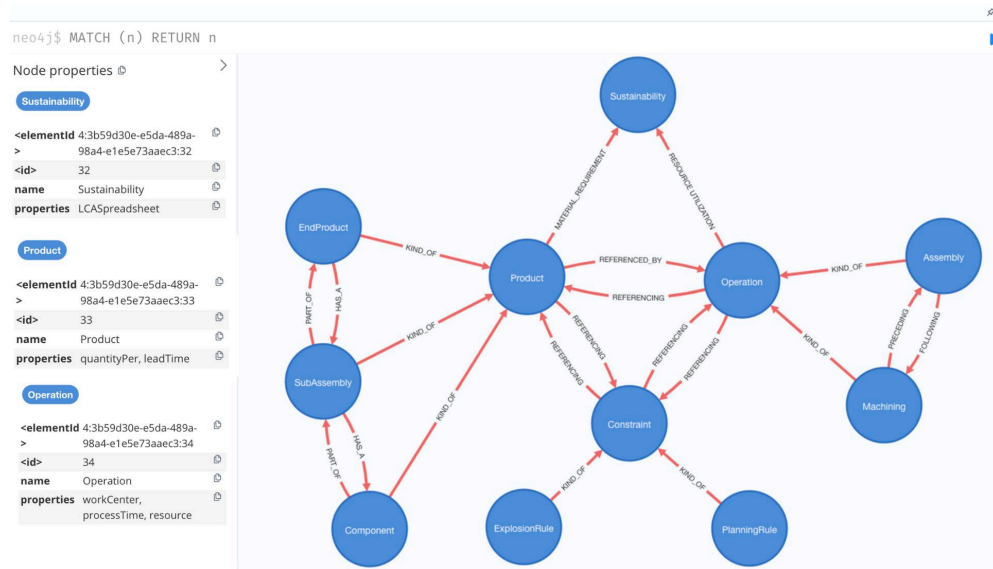 neo4j$ MATCH (n) RETURN n
Node properties
Sustainability
<elementId 4:3b59d30e-e5da-489a-
> 98a4-e1e5e73aaec3:32
<id> 32
name Sustainability
properties LCASpreadsheet
Product
<elementId 4:3b59d30e-e5da-489a-
> 98a4-e1e5e73aaec3:33
<id> 33
name Product
properties quantityPer, leadTime
Operation
<elementId 4:3b59d30e-e5da-489a-
> 98a4-e1e5e73aaec3:34
<id> 34
name Operation
properties workCenter,
processTime, resource
Sustainability
MATERIAL_REQUIREMENT
RESOURCE UTILIZATION
EndProduct
KIND_OF
Product
REFERENCED_BY
REFERENCING
Operation
KIND_OF
Assembly
PART_OF
HAS_A
KIND_OF
REFERENCING
REFERENCING
REFERENCING
REFERENCING
KIND_OF
PRECEDING
FOLLOWING
SubAssembly
KIND_OF
Constraint
Machining
PART_OF
HAS_A
KIND_OF
KIND_OF
Component
ExplosionRule
PlanningRule